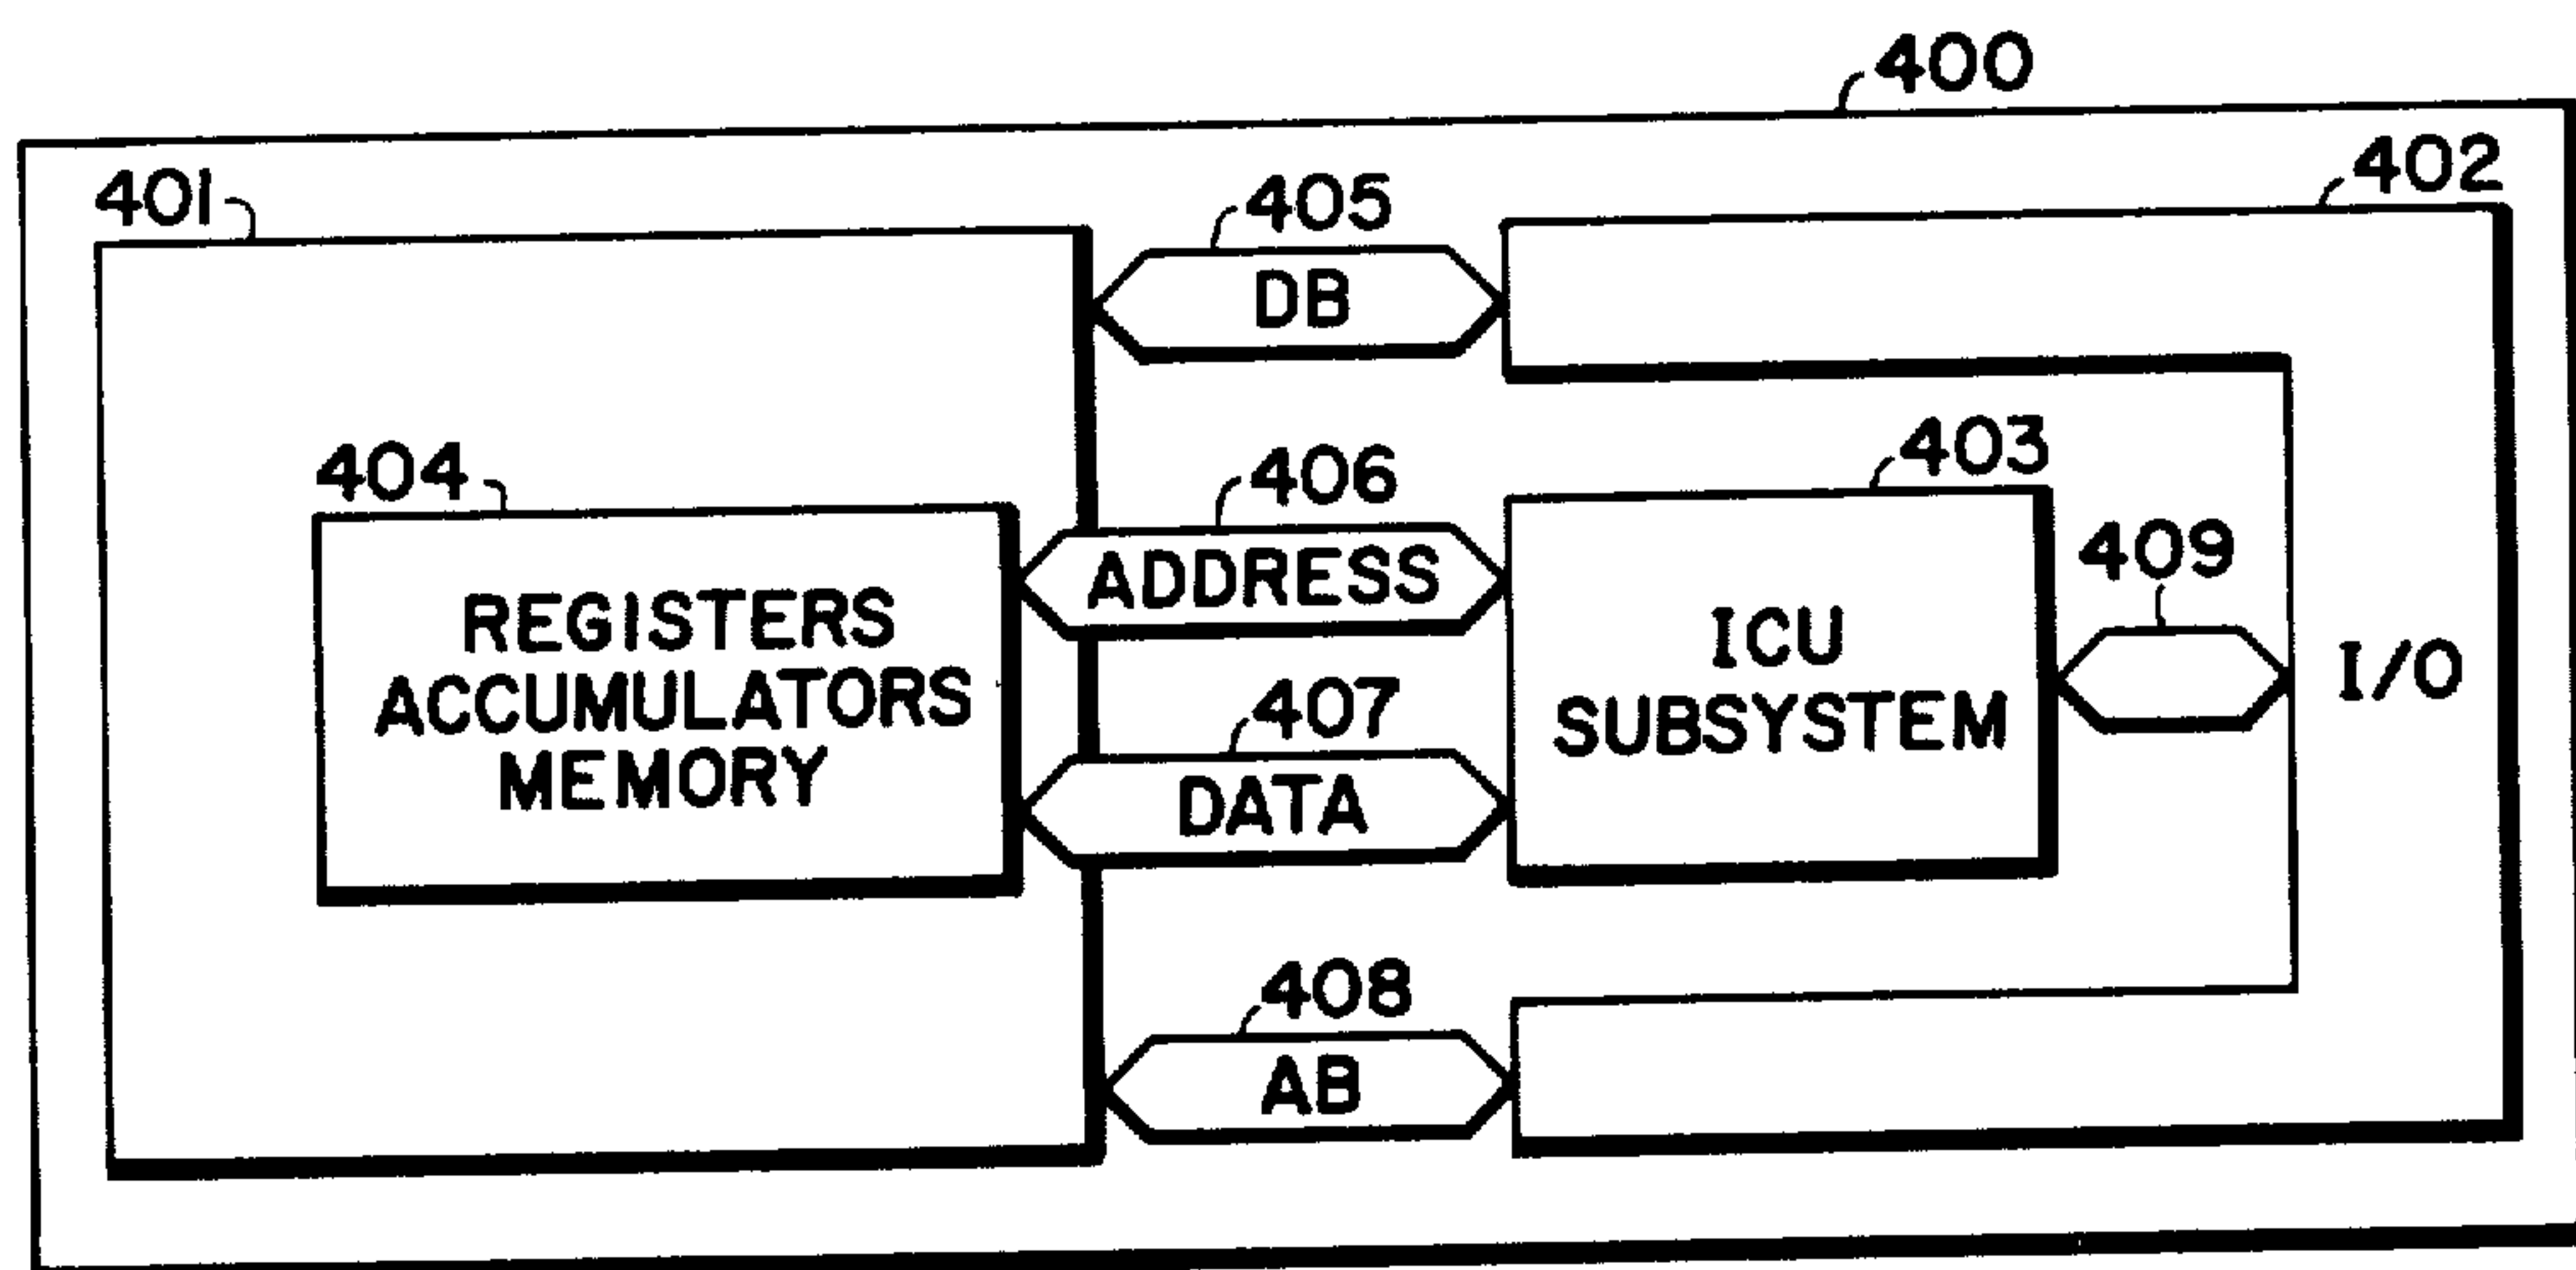 400
401
402
405
DB
404
406
403
409
REGISTERS
ACCUMULATORS
MEMORY
ADDRESS
ICU
SUBSYSTEM
I/O
407
DATA
408
AB